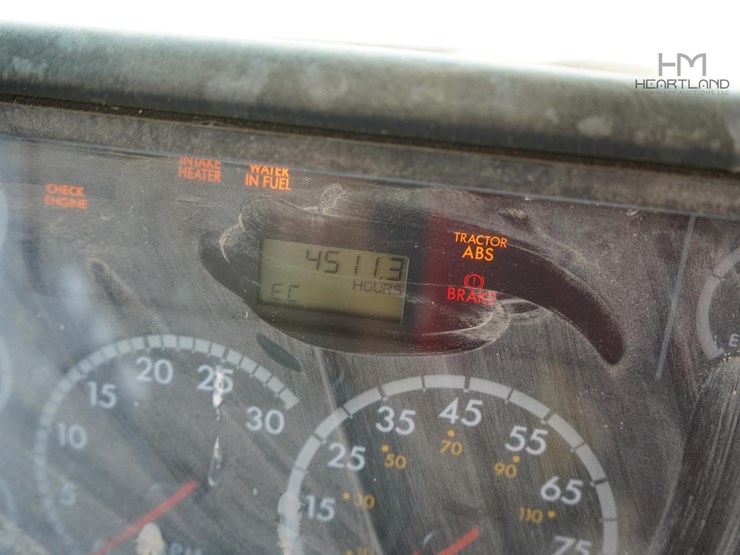 HM
HEARTLAND
CHECK
ENGINE
INTAKE
HEATER
WATER
IN FUEL
4511.3
HOURS
EC
TRACTOR
ABS
BRAKE
E
5
10
15
20
25
30
15
25
35
45
55
65
75
30
50
70
90
110